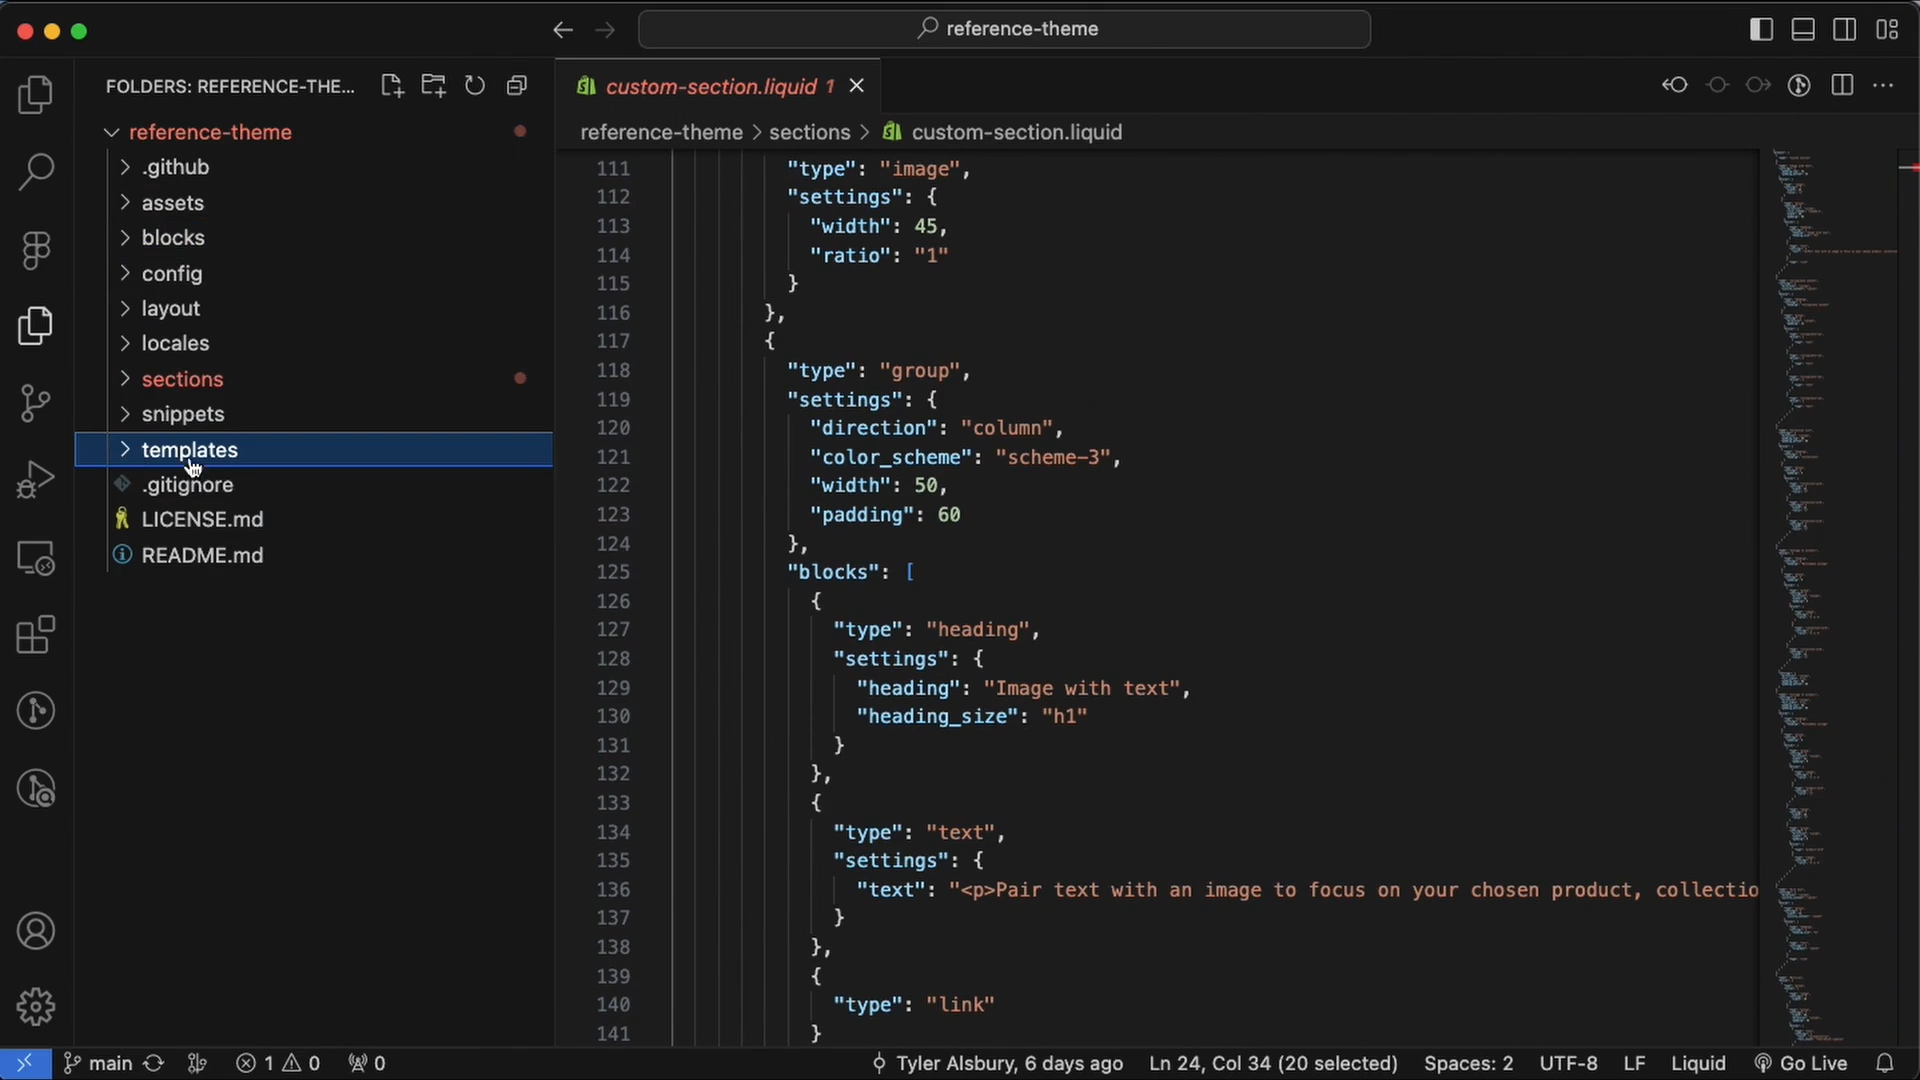 reference-theme
FOLDERS: REFERENCE-THE...
reference-theme
.github
assets
blocks
config
layout
locales
sections
snippets
templates
.gitignore
LICENSE.md
README.md
custom-section.liquid 1
reference-theme > sections > custom-section.liquid
111 "type": "image",
112 "settings": {
113 "width": 45,
114 "ratio": "1"
115 }
116 },
117 {
118 "type": "group",
119 "settings": {
120 "direction": "column",
121 "color_scheme": "scheme-3",
122 "width": 50,
123 "padding": 60
124 },
125 "blocks": [
126 {
127 "type": "heading",
128 "settings": {
129 "heading": "Image with text",
130 "heading_size": "h1"
131 }
132 },
133 {
134 "type": "text",
135 "settings": {
136 "text": "<p>Pair text with an image to focus on your chosen product, collectio
137 }
138 },
139 {
140 "type": "link"
141 }
main 1 0 0 Tyler Alsbury, 6 days ago Ln 24, Col 34 (20 selected) Spaces: 2 UTF-8 LF Liquid Go Live